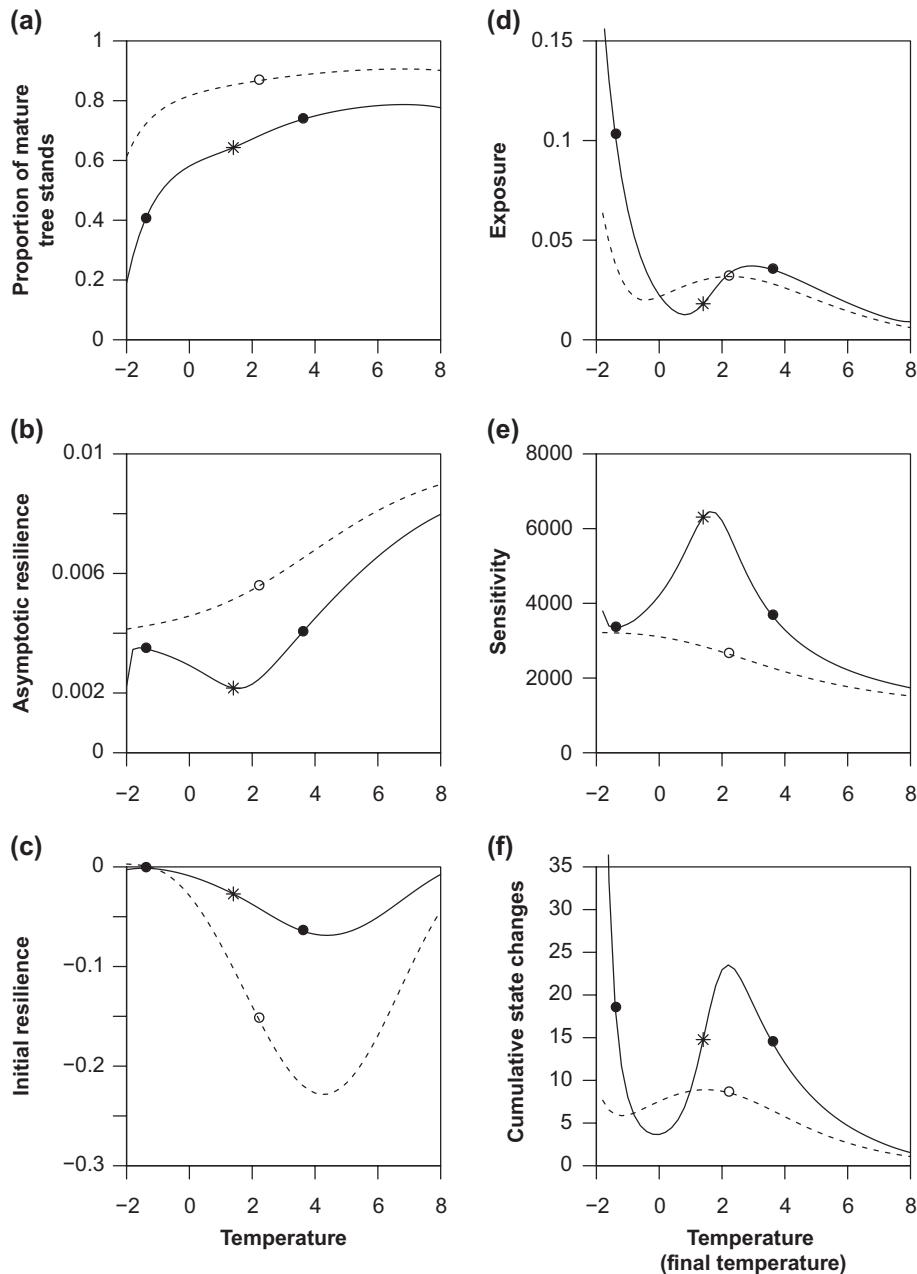 (a)
1
0.8
0.6
0.4
0.2
0
−2 0 2 4 6 8
Proportion of mature
tree stands
(b)
0.01
0.006
0.002
0
−2 0 2 4 6 8
Asymptotic resilience
(c)
0
−0.1
−0.2
−0.3
−2 0 2 4 6 8
Initial resilience
Temperature
(d)
0.15
0.1
0.05
0
−2 0 2 4 6 8
Exposure
(e)
8000
6000
4000
2000
0
−2 0 2 4 6 8
Sensitivity
(f)
35
30
25
20
15
10
5
0
−2 0 2 4 6 8
Cumulative state changes
Temperature
(final temperature)